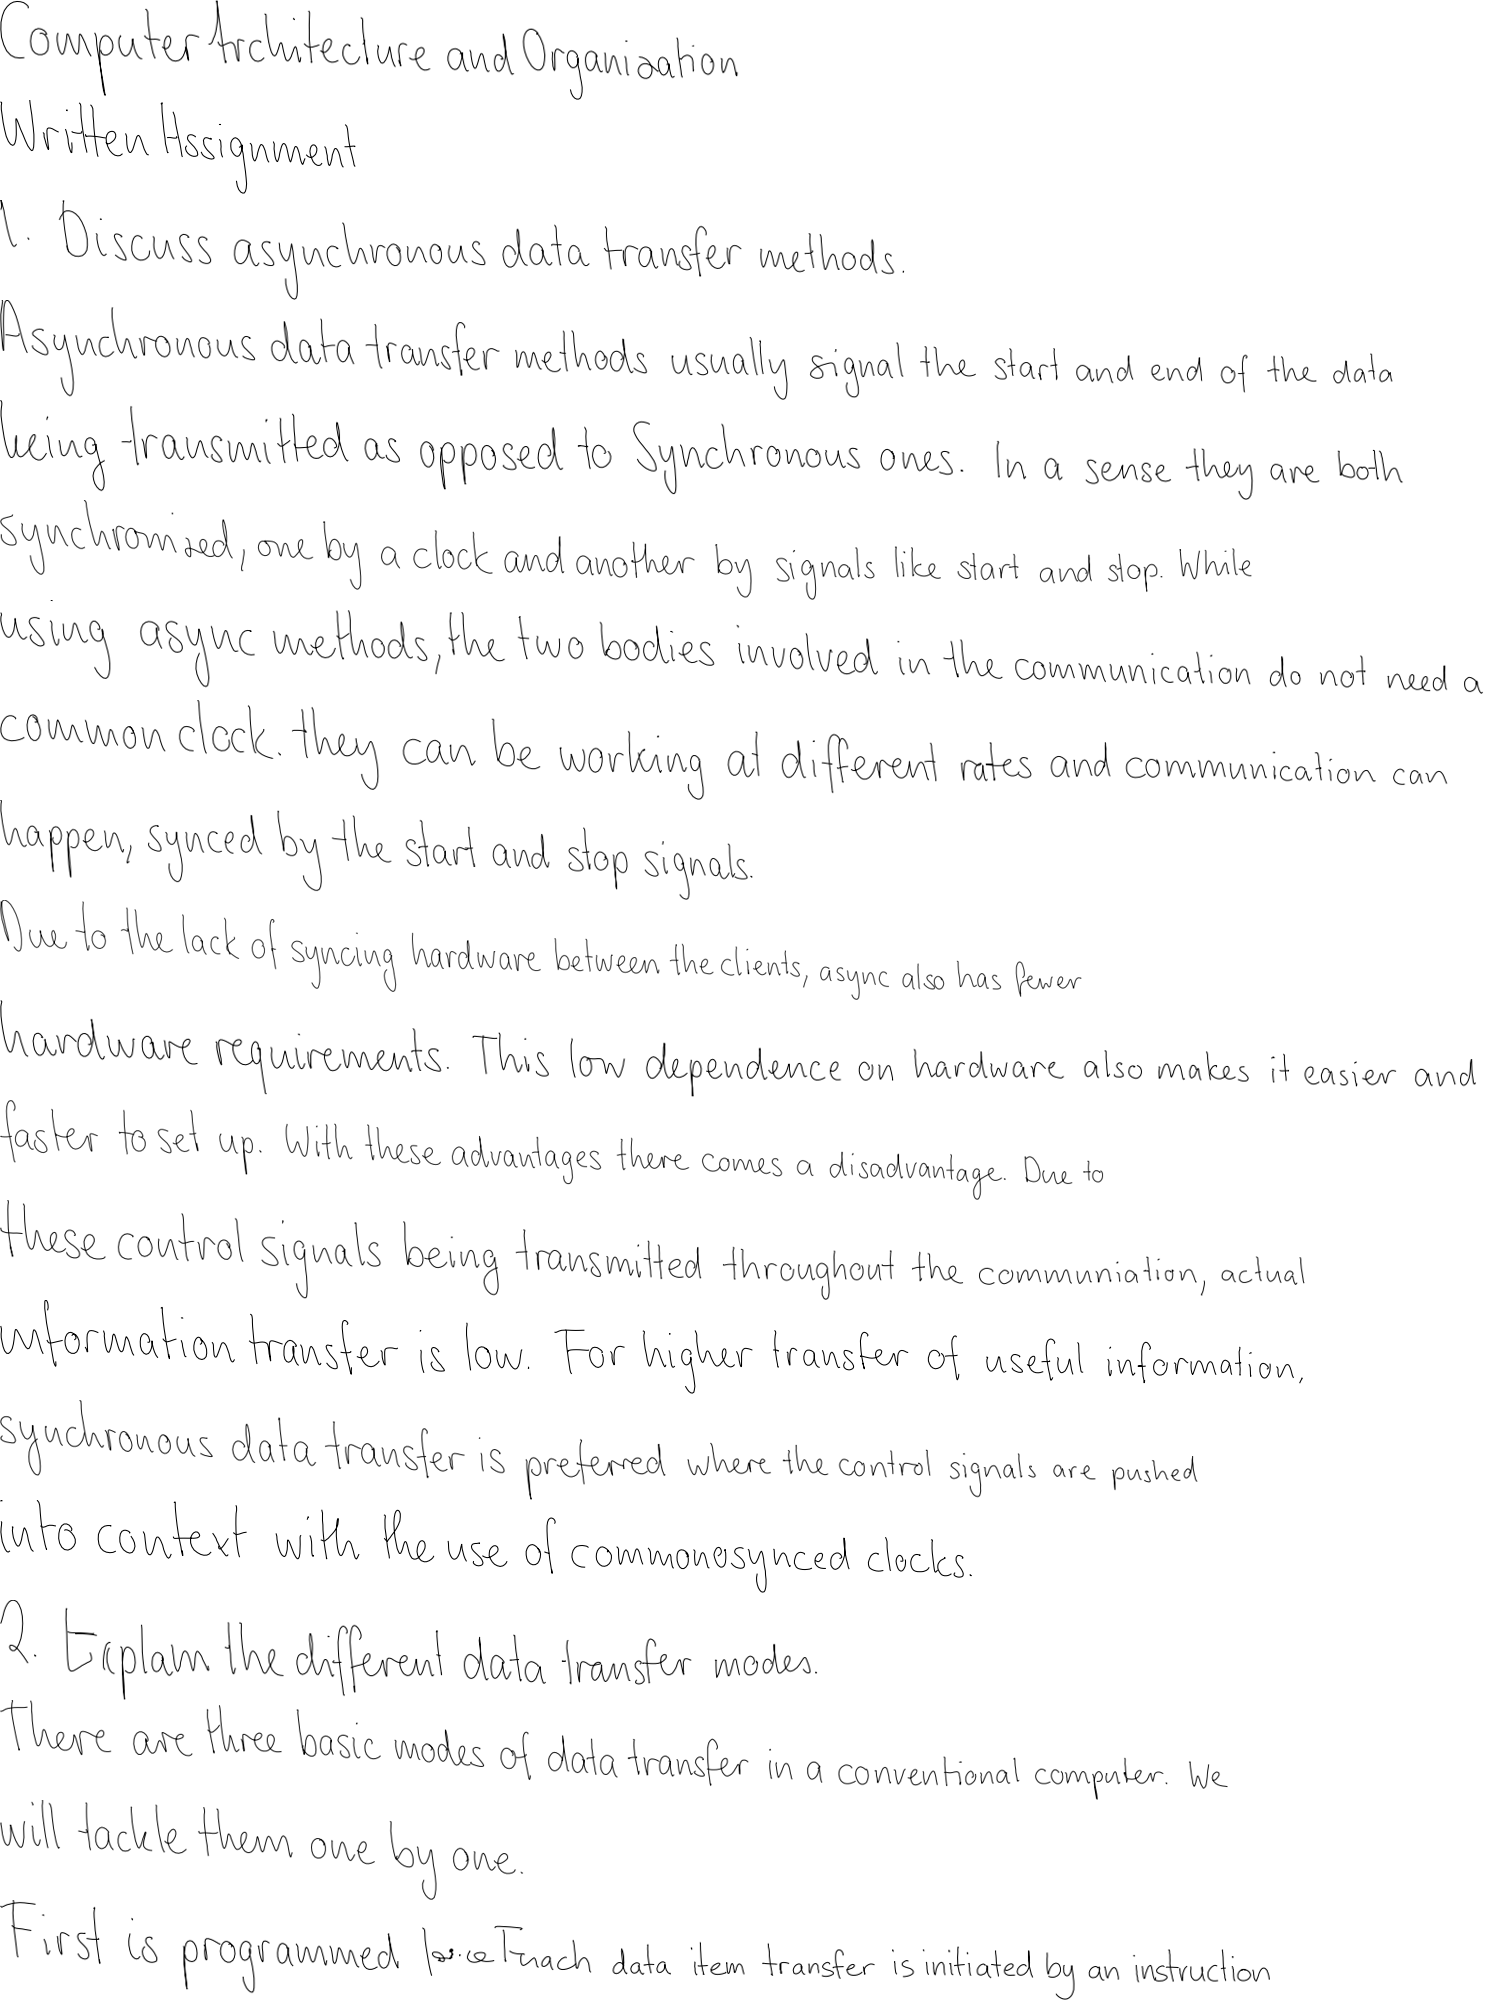 Computer Architecture and Organization
Written Assignment
1. Discuss asynchronous data transfer methods.
Asynchronous data transfer methods usually signal the start and end of the data
being transmitted as opposed to Synchronous ones. In a sense they are both
synchronized, one by a clock and another by signals like start and stop. While
using async methods, the two bodies involved in the communication do not need a
common clock. they can be working at different rates and communication can
happen, synced by the start and stop signals.
Due to the lack of syncing hardware between the clients, async also has fewer
hardware requirements. This low dependence on hardware also makes it easier and
faster to set up. With these advantages there comes a disadvantage. Due to
these control signals being transmitted throughout the communiation, actual
information transfer is low. For higher transfer of useful information,
synchronous data transfer is preferred where the control signals are pushed
into context with the use of clocks.
2. Explain the different data transfer modes.
There are three basic modes of data transfer in a conventional computer. We
will tackle them one by one.
First is programmed data item transfer is initiated by an instruction